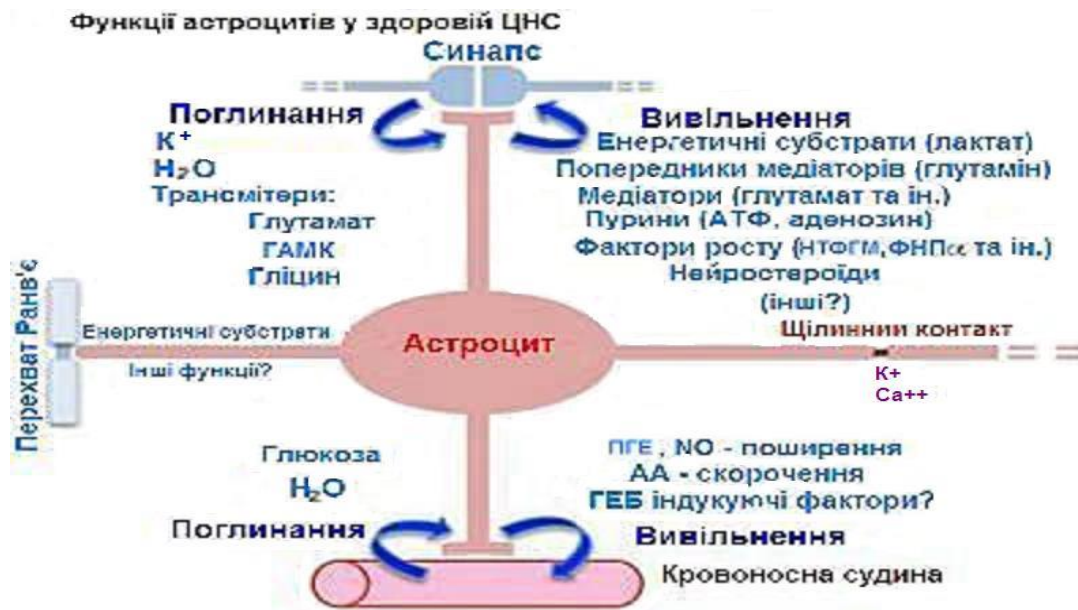 Функції астроцитів у здоровій ЦНС
Синапс
Поглинання
K⁺
H₂O
Трансмітери:
Глутамат
ГАМК
Гліцин
Вивільнення
Енергетичні субстрати (лактат)
Попередники медіаторів (глутамін)
Медіатори (глутамат та ін.)
Пурини (АТФ, аденозин)
Фактори росту (НТФГМ, ФНПα та ін.)
Нейростероїди
(інші?)
Перехват Ранв'є
Енергетичні субстрати
Інші функції?
Астроцит
Щілинний контакт
K+
Ca++
Глюкоза
H₂O
Поглинання
ПГЕ, NO - поширення
АА - скорочення
ГЕБ індукуючі фактори?
Вивільнення
Кровоносна судина